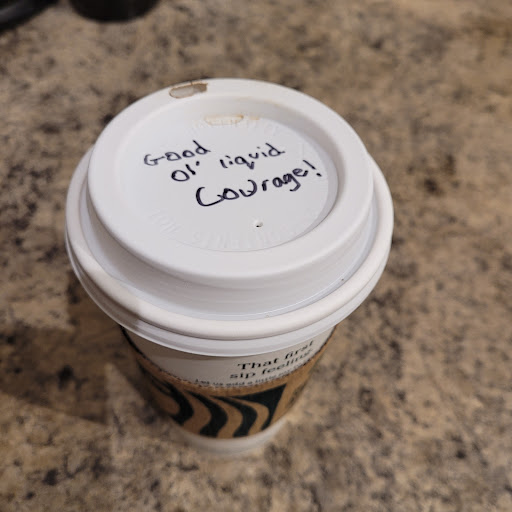 Good
Ol' liquid
Courage!
That first
sip feeling